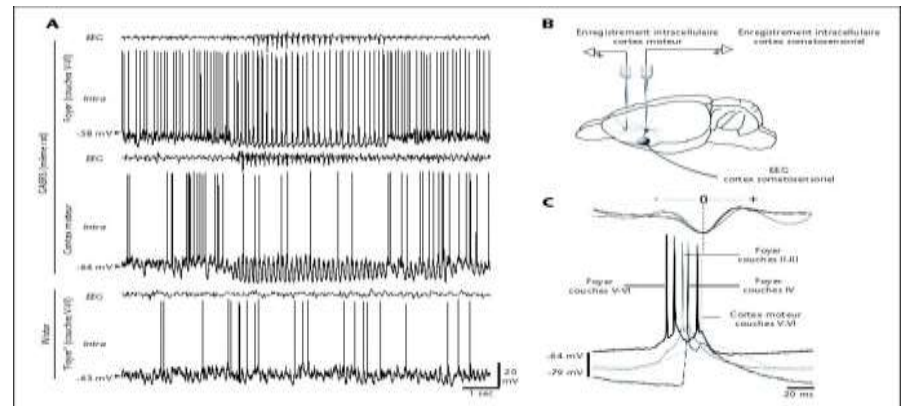 A
EEG
Foyer (couches V-VI)
Intra
-58 mV
EEG
GAERS (même rat)
Cortex moteur
Intra
-64 mV
EEG
Wistar
"Foyer" (couches V-VI)
Intra
-63 mV
20
mV
1 sec
B
Enregistrement intracellulaire
cortex moteur
Enregistrement intracellulaire
cortex somatosensoriel
EEG
cortex somatosensoriel
C
- 0 +
Foyer
couches II-III
Foyer
couches V-VI
Foyer
couches IV
Cortex moteur
couches V-VI
-64 mV
-79 mV
20 ms